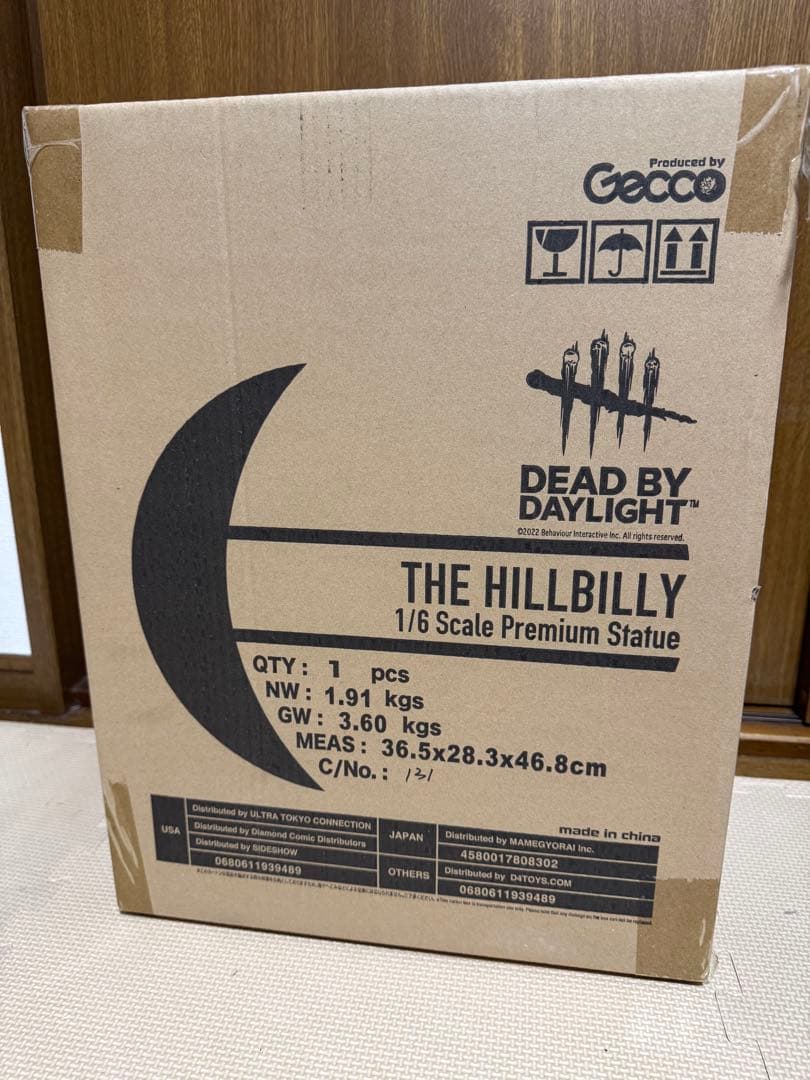 Produced by
Gecco
DEAD BY
DAYLIGHT™
©2022 Behaviour Interactive Inc. All rights reserved.
THE HILLBILLY
1/6 Scale Premium Statue
QTY : 1 pcs
NW : 1.91 kgs
GW : 3.60 kgs
MEAS : 36.5x28.3x46.8cm
C/No. : 131
made in china
USA
Distributed by ULTRA TOKYO CONNECTION
Distributed by Diamond Comic Distributors
Distributed by SIDESHOW
0680611939489
JAPAN
Distributed by MAMEGYORAI Inc.
4580017808302
OTHERS
Distributed by D4TOYS.COM
0680611939489